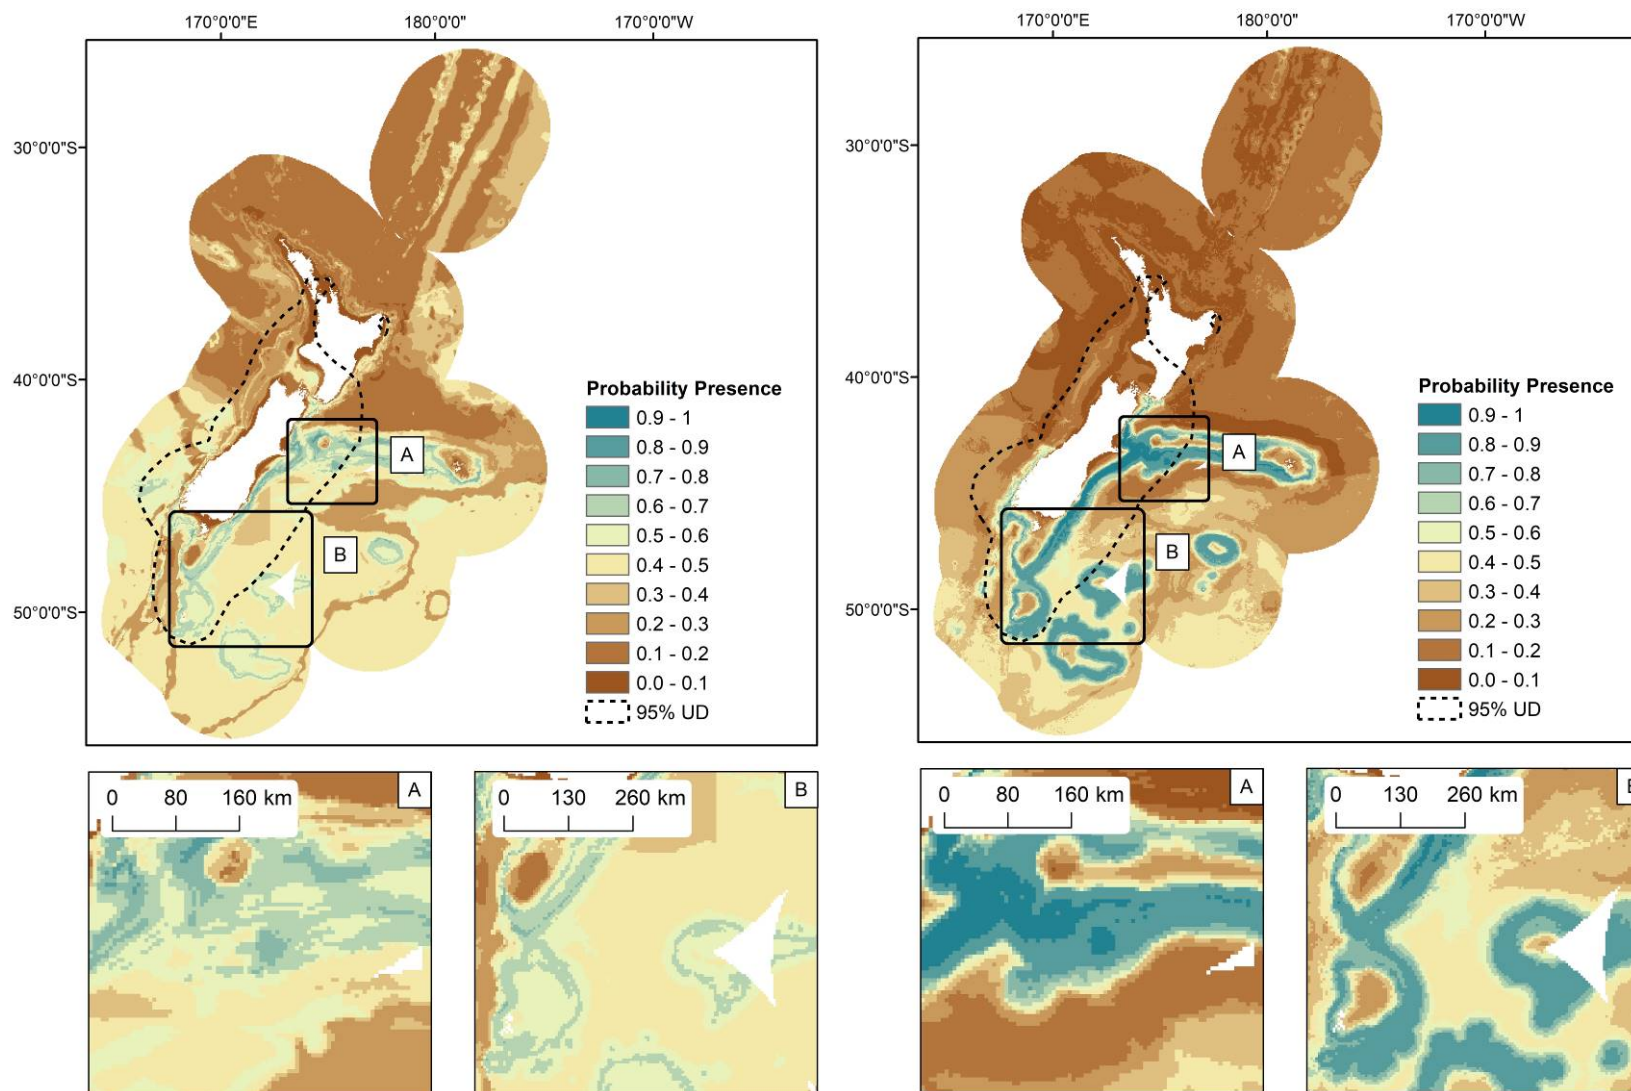 170°0'0"E 180°0'0" 170°0'0"W
30°0'0"S
40°0'0"S
50°0'0"S
Probability Presence
0.9 - 1
0.8 - 0.9
0.7 - 0.8
0.6 - 0.7
0.5 - 0.6
0.4 - 0.5
0.3 - 0.4
0.2 - 0.3
0.1 - 0.2
0.0 - 0.1
95% UD
A
B
170°0'0"E 180°0'0" 170°0'0"W
30°0'0"S
40°0'0"S
50°0'0"S
Probability Presence
0.9 - 1
0.8 - 0.9
0.7 - 0.8
0.6 - 0.7
0.5 - 0.6
0.4 - 0.5
0.3 - 0.4
0.2 - 0.3
0.1 - 0.2
0.0 - 0.1
95% UD
A
B
0 80 160 km
A
0 130 260 km
B
0 80 160 km
A
0 130 260 km
B